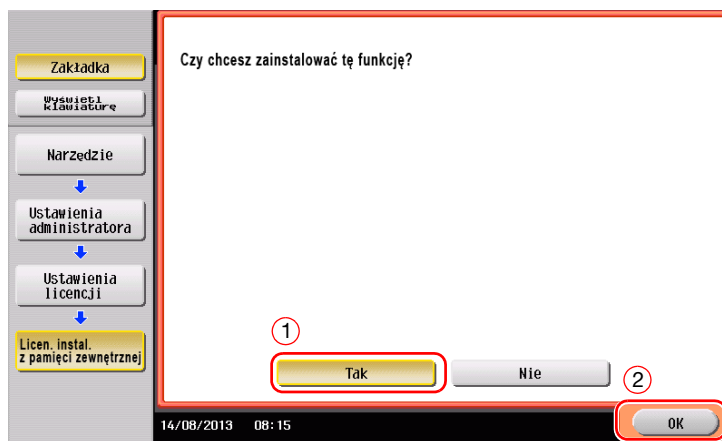 Zakładka
Wyświetl
klawiaturę
Narzędzie
Ustawienia
administratora
Ustawienia
licencji
Licen. instal.
z pamięci zewnętrznej
Czy chcesz zainstalować tę funkcję?
1
Tak
Nie
2
14/08/2013 08:15
OK